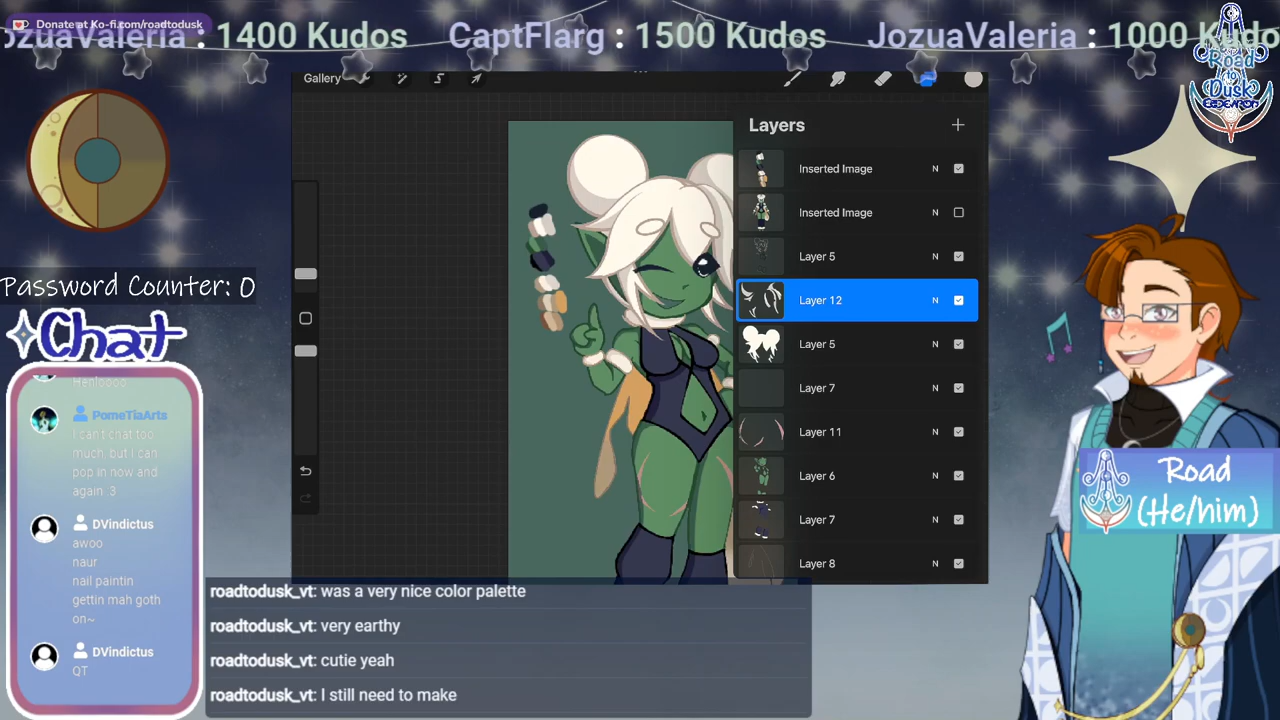 Donate at Ko-fi.com/roadtodusk
JozuaValeria : 1400 Kudos CaptFlarg : 1500 Kudos JozuaValeria : 1000 Kudo
Road
to
Dusk
Gallery
Layers
Inserted Image N
Inserted Image N
Layer 5 N
Layer 12 N
Layer 5 N
Layer 7 N
Layer 11 N
Layer 6 N
Layer 7 N
Layer 8 N
Password Counter: 0
Chat
Henloooo
PomeTiaArts
I can't chat too
much, but I can
pop in now and
again :3
DVindictus
awoo
naur
nail paintin
gettin mah goth
on~
DVindictus
QT
roadtodusk_vt: was a very nice color palette
roadtodusk_vt: very earthy
roadtodusk_vt: cutie yeah
roadtodusk_vt: I still need to make
Road
(He/him)